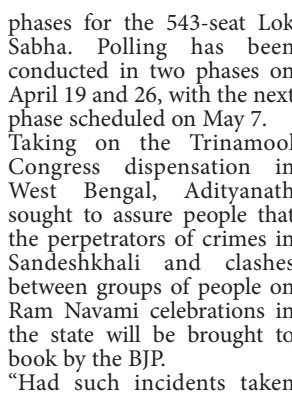 phases for the 543-seat Lok
Sabha. Polling has been
conducted in two phases on
April 19 and 26, with the next
phase scheduled on May 7.
Taking on the Trinamool
Congress dispensation in
West Bengal, Adityanath
sought to assure people that
the perpetrators of crimes in
Sandeshkhali and clashes
between groups of people on
Ram Navami celebrations in
the state will be brought to
book by the BJP.
“Had such incidents taken